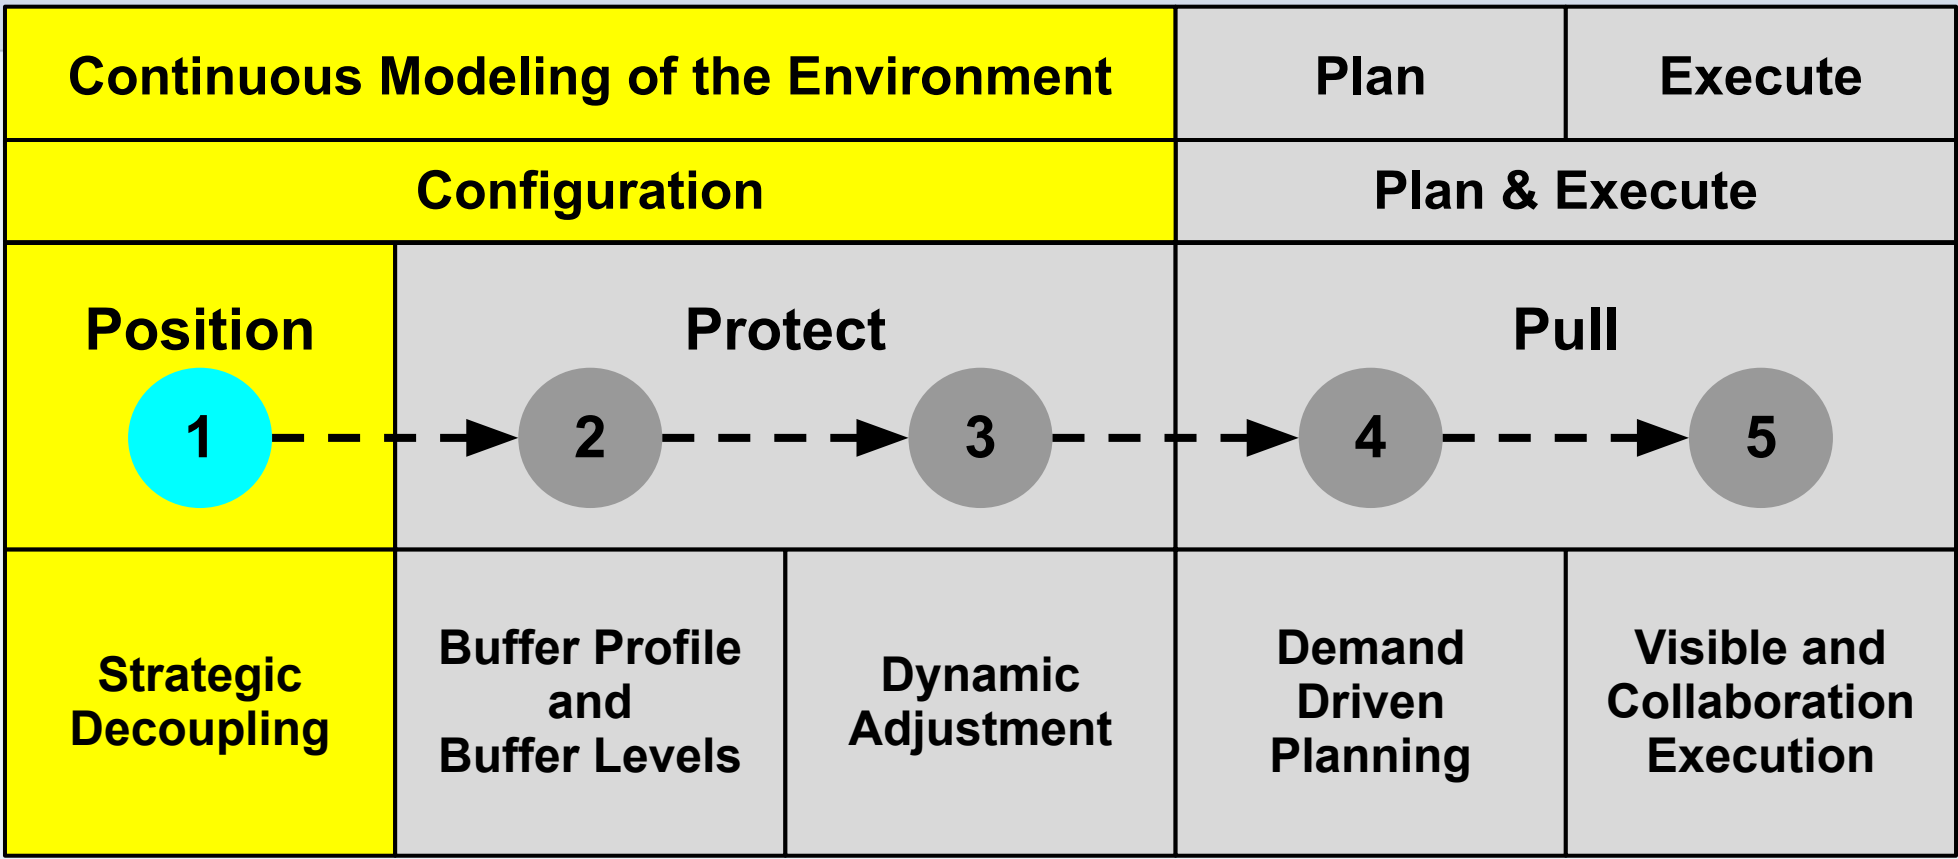 Continuous Modeling of the Environment
Plan
Execute
Configuration
Plan & Execute
Position
Protect
Pull
1
2
3
4
5
Strategic
Decoupling
Buffer Profile
and
Buffer Levels
Dynamic
Adjustment
Demand
Driven
Planning
Visible and
Collaboration
Execution